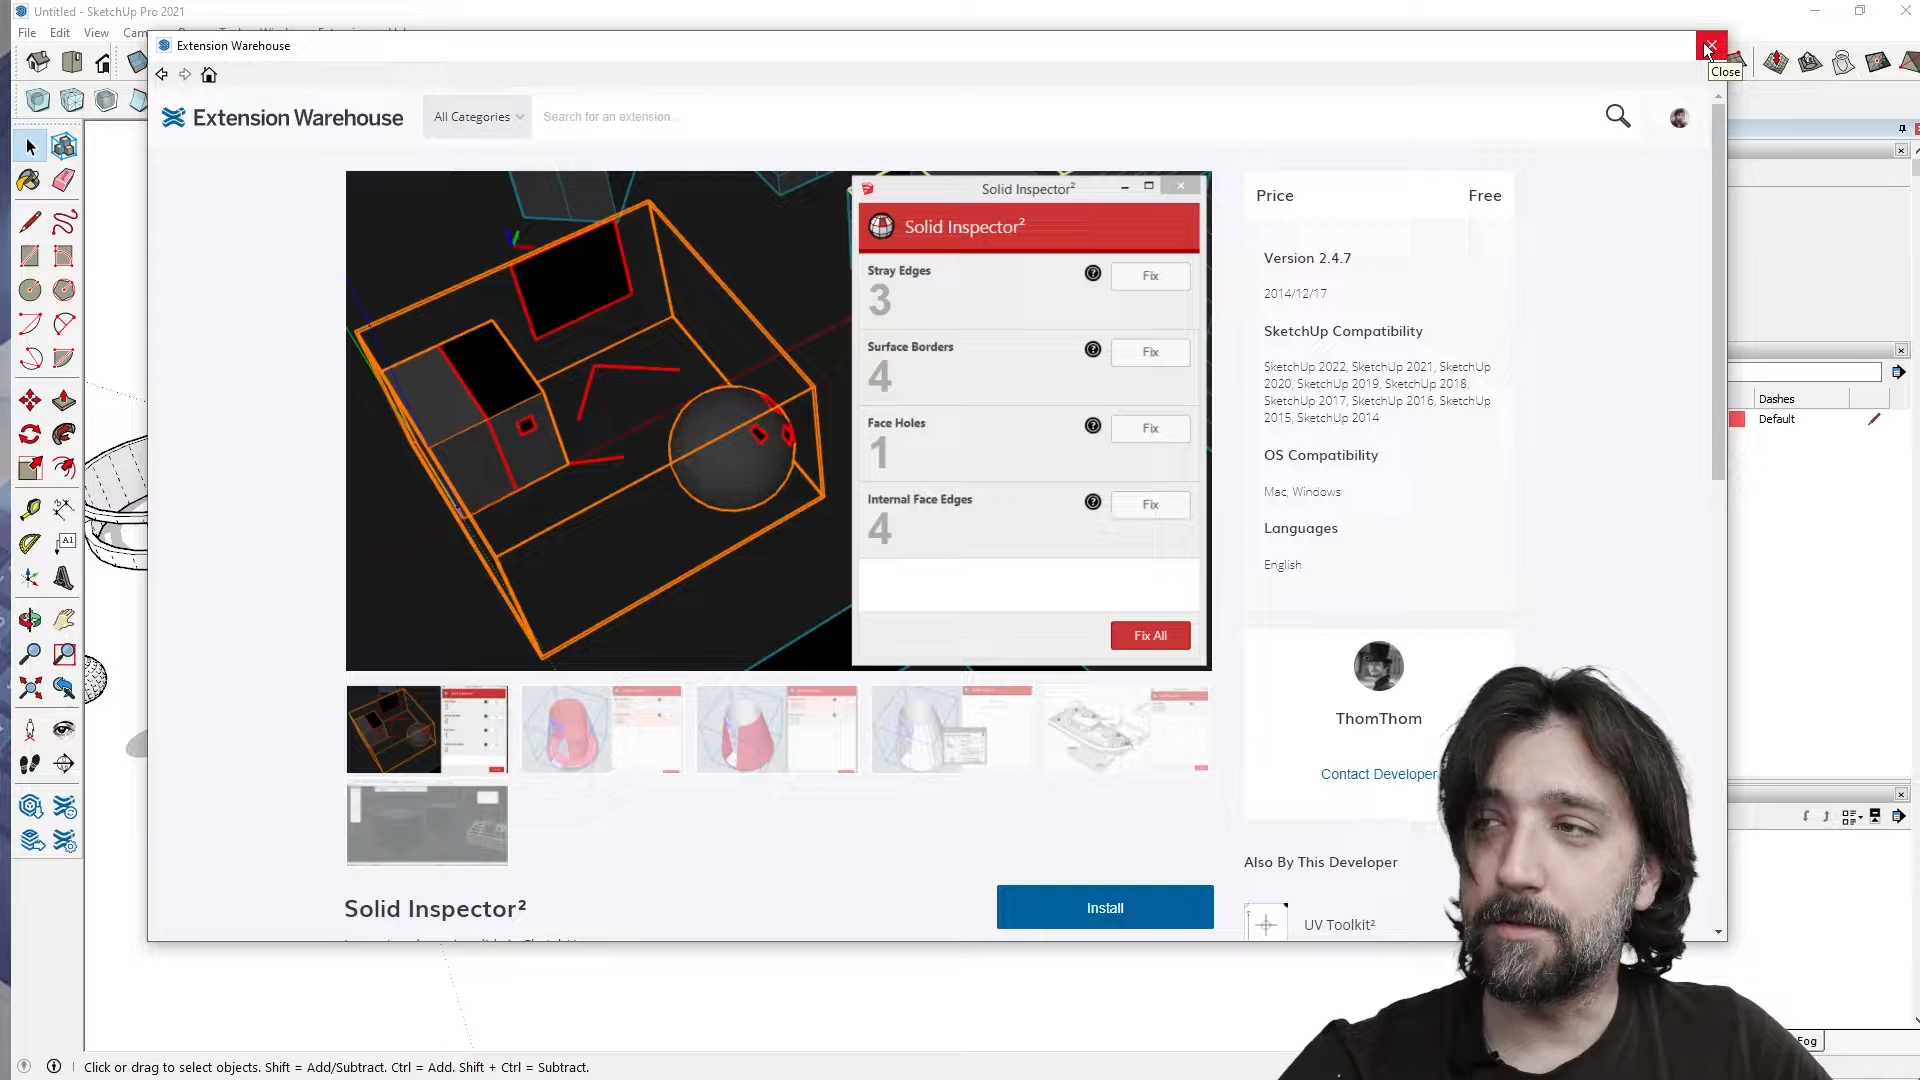 Untitled - SketchUp Pro 2021
File Edit View Cam
Extension Warehouse
Close
Extension Warehouse
All Categories
Search for an extension...
Solid Inspector²
Solid Inspector²
Stray Edges
3
Fix
Surface Borders
4
Fix
Face Holes
1
Fix
Internal Face Edges
4
Fix
Fix All
Price Free
Version 2.4.7
2014/12/17
SketchUp Compatibility
SketchUp 2022, SketchUp 2021, SketchUp
2020, SketchUp 2019, SketchUp 2018,
SketchUp 2017, SketchUp 2016, SketchUp
2015, SketchUp 2014
OS Compatibility
Mac, Windows
Languages
English
ThomThom
Contact Developer
Also By This Developer
UV Toolkit²
Solid Inspector²
Install
Dashes
Default
A1
Fog
Click or drag to select objects. Shift = Add/Subtract. Ctrl = Add. Shift + Ctrl = Subtract.